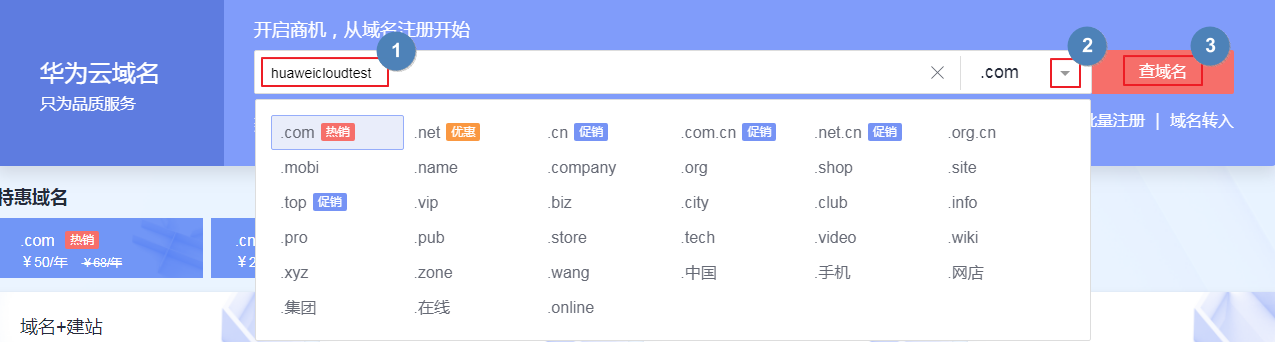 开启商机，从域名注册开始
华为云域名
只为品质服务
1
huaweicloudtest
2
.com
3
查域名
.com 热销 .net 优惠 .cn 促销 .com.cn 促销 .net.cn 促销 .org.cn
批量注册 | 域名转入
.mobi .name .company .org .shop .site
特惠域名
.top 促销 .vip .biz .city .club .info
.pro .pub .store .tech .video .wiki
.com 热销
.cn
¥50/年 ¥68/年
¥2
.xyz .zone .wang .中国 .手机 .网店
.集团 .在线 .online
域名+建站